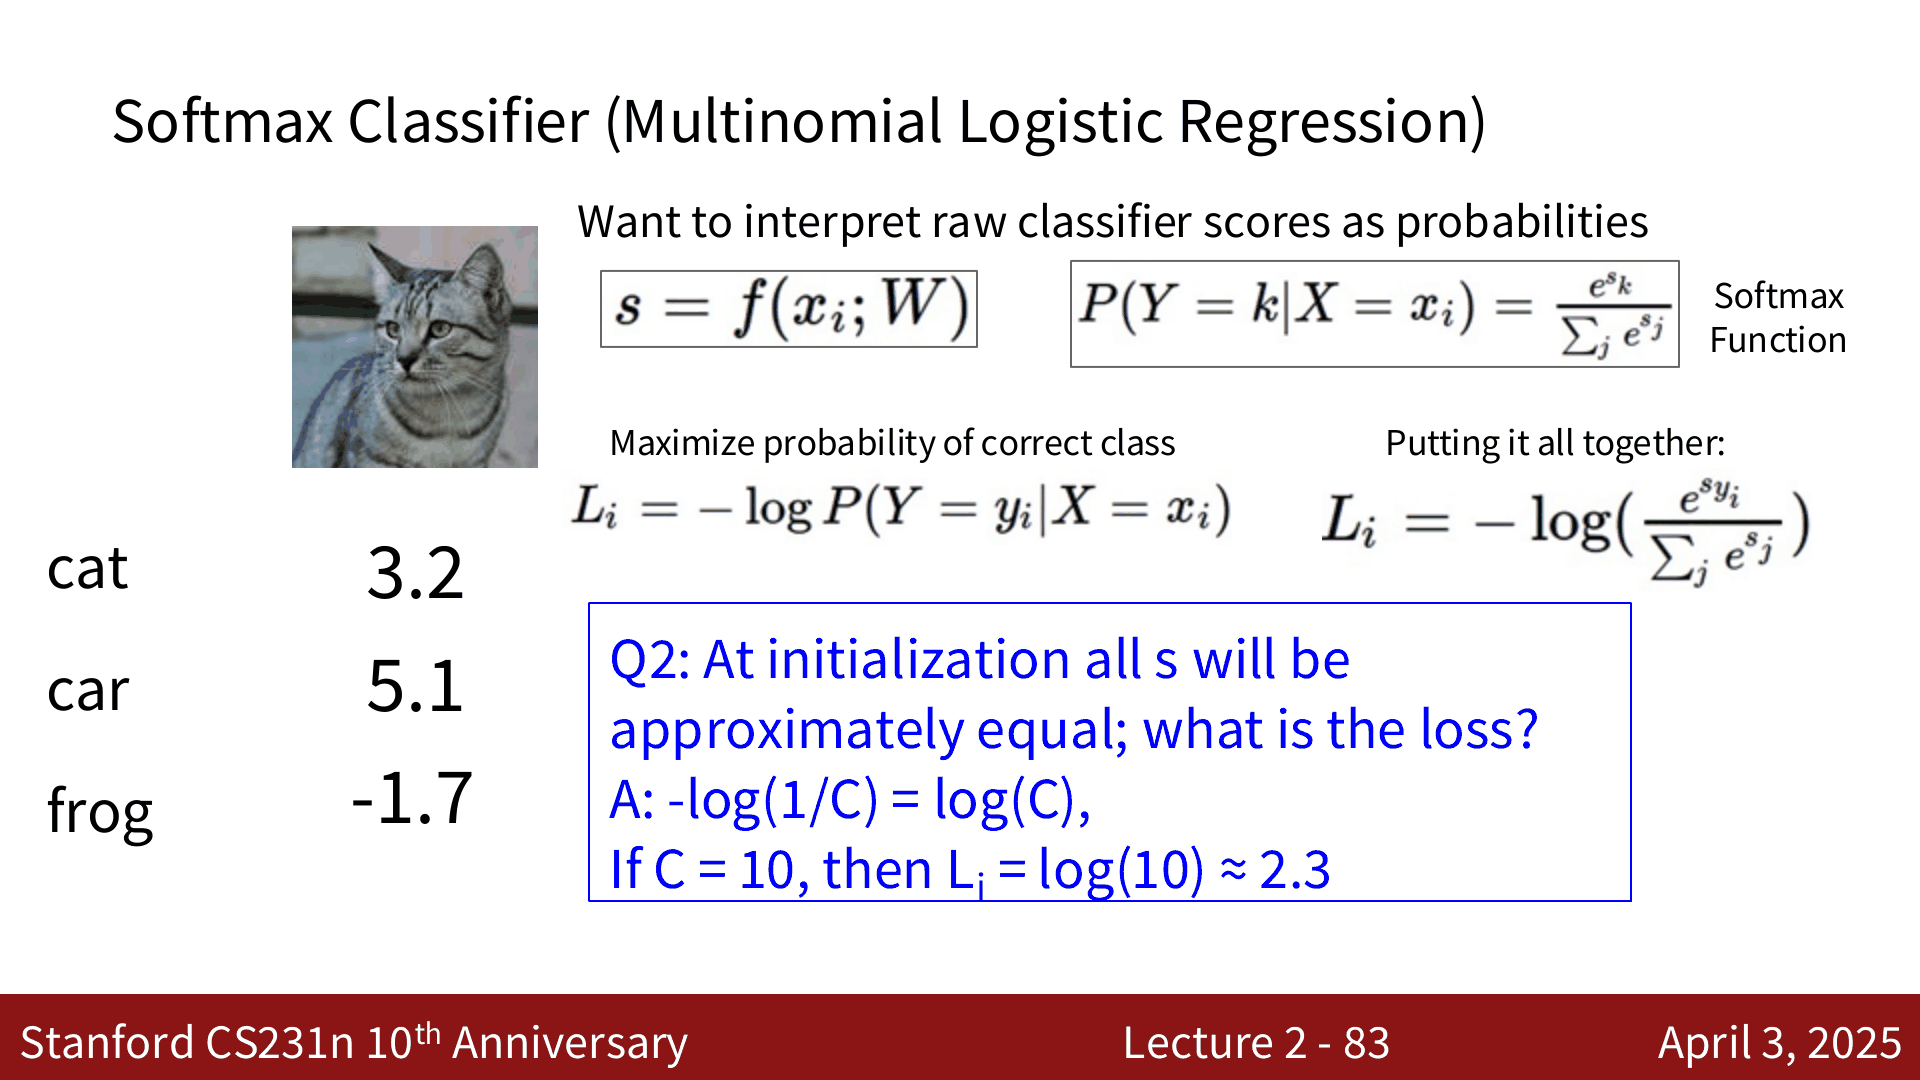 Softmax Classifier (Multinomial Logistic Regression)
Want to interpret raw classifier scores as probabilities
s = f(x_i; W)
P(Y = k|X = x_i) = e^{s_k} / ∑_j e^{s_j}
Softmax
Function
Maximize probability of correct class
L_i = − log P(Y = y_i|X = x_i)
Putting it all together:
L_i = − log(e^{s_{y_i}} / ∑_j e^{s_j})
cat 3.2
car 5.1
frog -1.7
Q2: At initialization all s will be
approximately equal; what is the loss?
A: -log(1/C) = log(C),
If C = 10, then L_i = log(10) ≈ 2.3
Stanford CS231n 10th Anniversary
Lecture 2 - 83
April 3, 2025